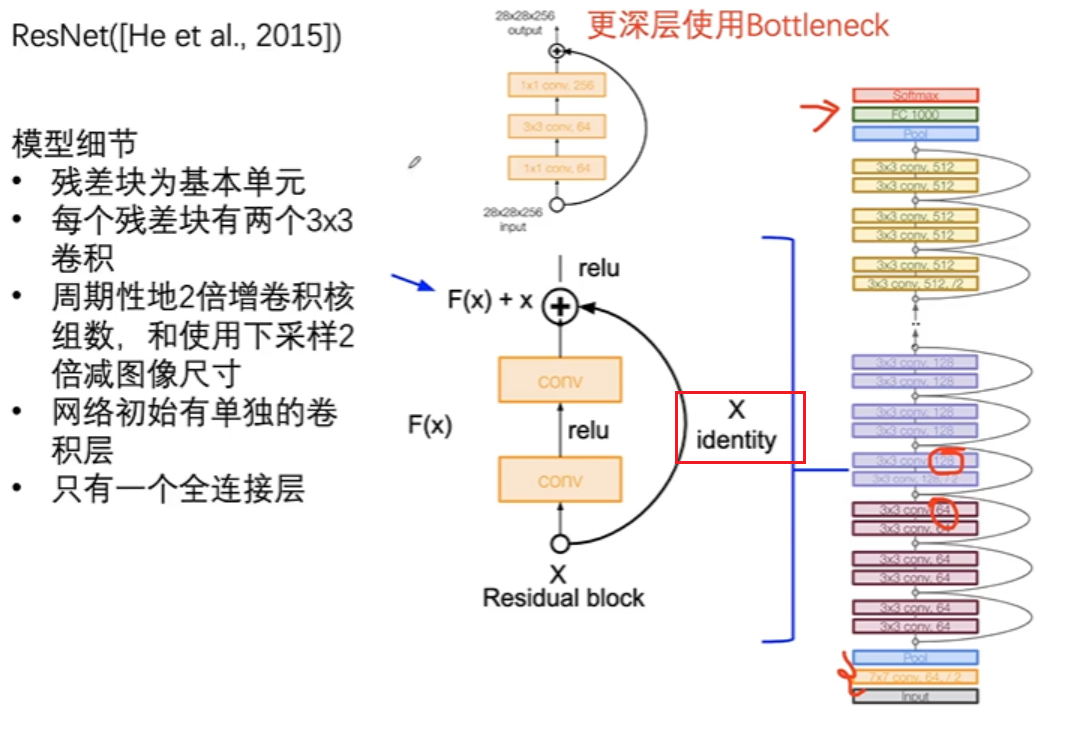 ResNet([He et al., 2015])
模型细节
• 残差块为基本单元
• 每个残差块有两个3x3
卷积
• 周期性地2倍增卷积核
组数，和使用下采样2
倍减图像尺寸
• 网络初始有单独的卷
积层
• 只有一个全连接层
更深层使用Bottleneck
28x28x256
output
1x1 conv, 256
3x3 conv, 64
1x1 conv, 64
28x28x256
input
relu
F(x) + x
conv
F(x)
relu
conv
X
identity
X
Residual block
Softmax
FC 1000
Pool
3x3 conv, 512
3x3 conv, 512
3x3 conv, 512
3x3 conv, 512
3x3 conv, 512
3x3 conv, 512, /2
3x3 conv, 128
3x3 conv, 128
3x3 conv, 128
3x3 conv, 128
3x3 conv, 128
3x3 conv, 128, / 2
3x3 conv, 64
3x3 conv, 64
3x3 conv, 64
3x3 conv, 64
3x3 conv, 64
3x3 conv, 64
Pool
7x7 conv, 64, / 2
Input